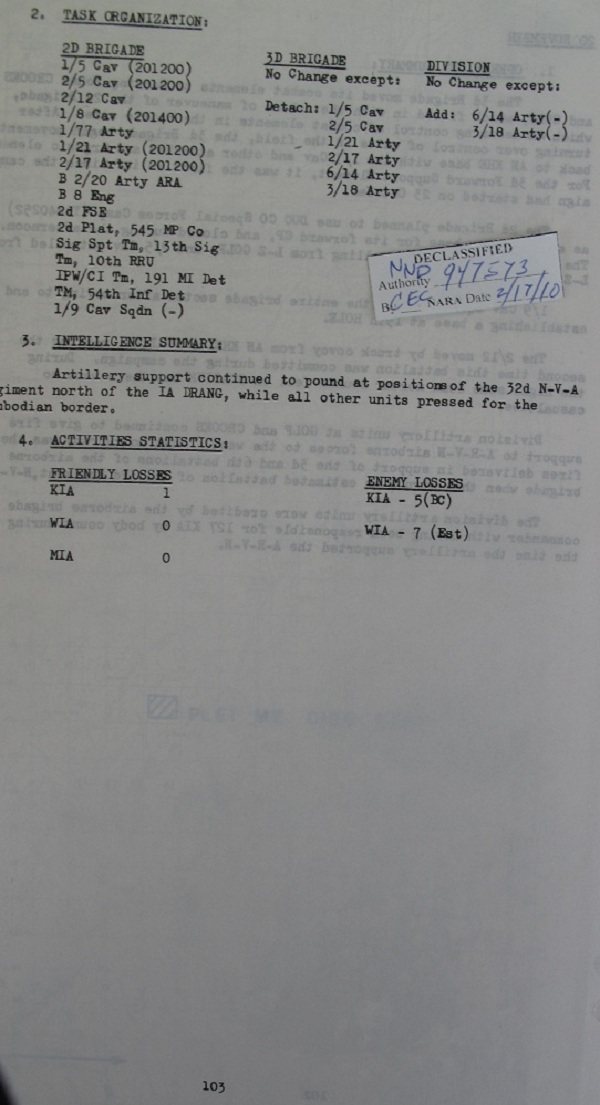 2. TASK ORGANIZATION:
2D BRIGADE
1/5 Cav (201200)
2/5 Cav (201200)
2/12 Cav
1/8 Cav (201400)
1/77 Arty
1/21 Arty (201200)
2/17 Arty (201200)
B 2/20 Arty ARA
B 8 Eng
2d FSE
2d Plat, 545 MP Co
Sig Spt Tm, 13th Sig
Tm, 10th RRU
IPW/CI Tm, 191 MI Det
TM, 54th Inf Det
1/9 Cav Sqdn (-)
3D BRIGADE
No Change except:
Detach: 1/5 Cav
2/5 Cav
1/21 Arty
2/17 Arty
6/14 Arty
3/18 Arty
DIVISION
No Change except:
Add: 6/14 Arty(-)
3/18 Arty(-)
DECLASSIFIED
Authority NND 947573
By CEC NARA Date 2/17/10
3. INTELLIGENCE SUMMARY:
Artillery support continued to pound at positions of the 32d N-V-A
giment north of the IA DRANG, while all other units pressed for the
mbodian border.
4. ACTIVITIES STATISTICS:
FRIENDLY LOSSES
KIA 1
WIA 0
MIA 0
ENEMY LOSSES
KIA - 5(BC)
WIA - 7 (Est)
103